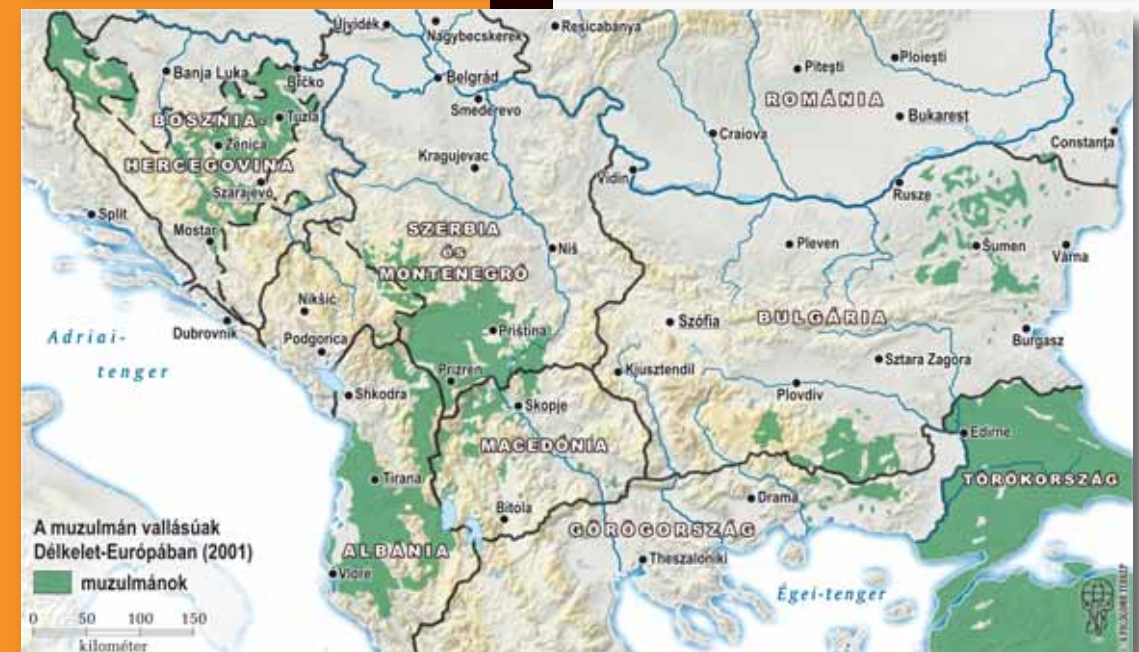 Újvidék
Nagybecskerek
Resicabánya
Ploiești
Pitești
Banja Luka
Brčko
Belgrád
Smederevo
ROMÁNIA
Bukarest
Constanța
BOSZNIA-
HERCEGOVINA
Tuzla
Zenica
Szarajevó
Kragujevac
Craiova
Vidin
Rusze
Split
Mostar
SZERBIA
és
MONTENEGRÓ
Niš
Pleven
Šumen
Várna
Nikšić
Dubrovnik
Podgorica
Priština
Szófia
BULGÁRIA
Burgasz
Adriai-
tenger
Prizren
Kjusztendil
Sztara Zagora
Shkodra
Skopje
Plovdiv
MACEDÓNIA
Edirne
Tirana
TÖRÖKORSZÁG
Bitola
Drama
GÖRÖGORSZÁG
A muzulmán vallásúak
Délkelet-Európában (2001)
ALBÁNIA
Theszaloniki
muzulmánok
Vlore
Égei-tenger
0 50 100 150
kilométer